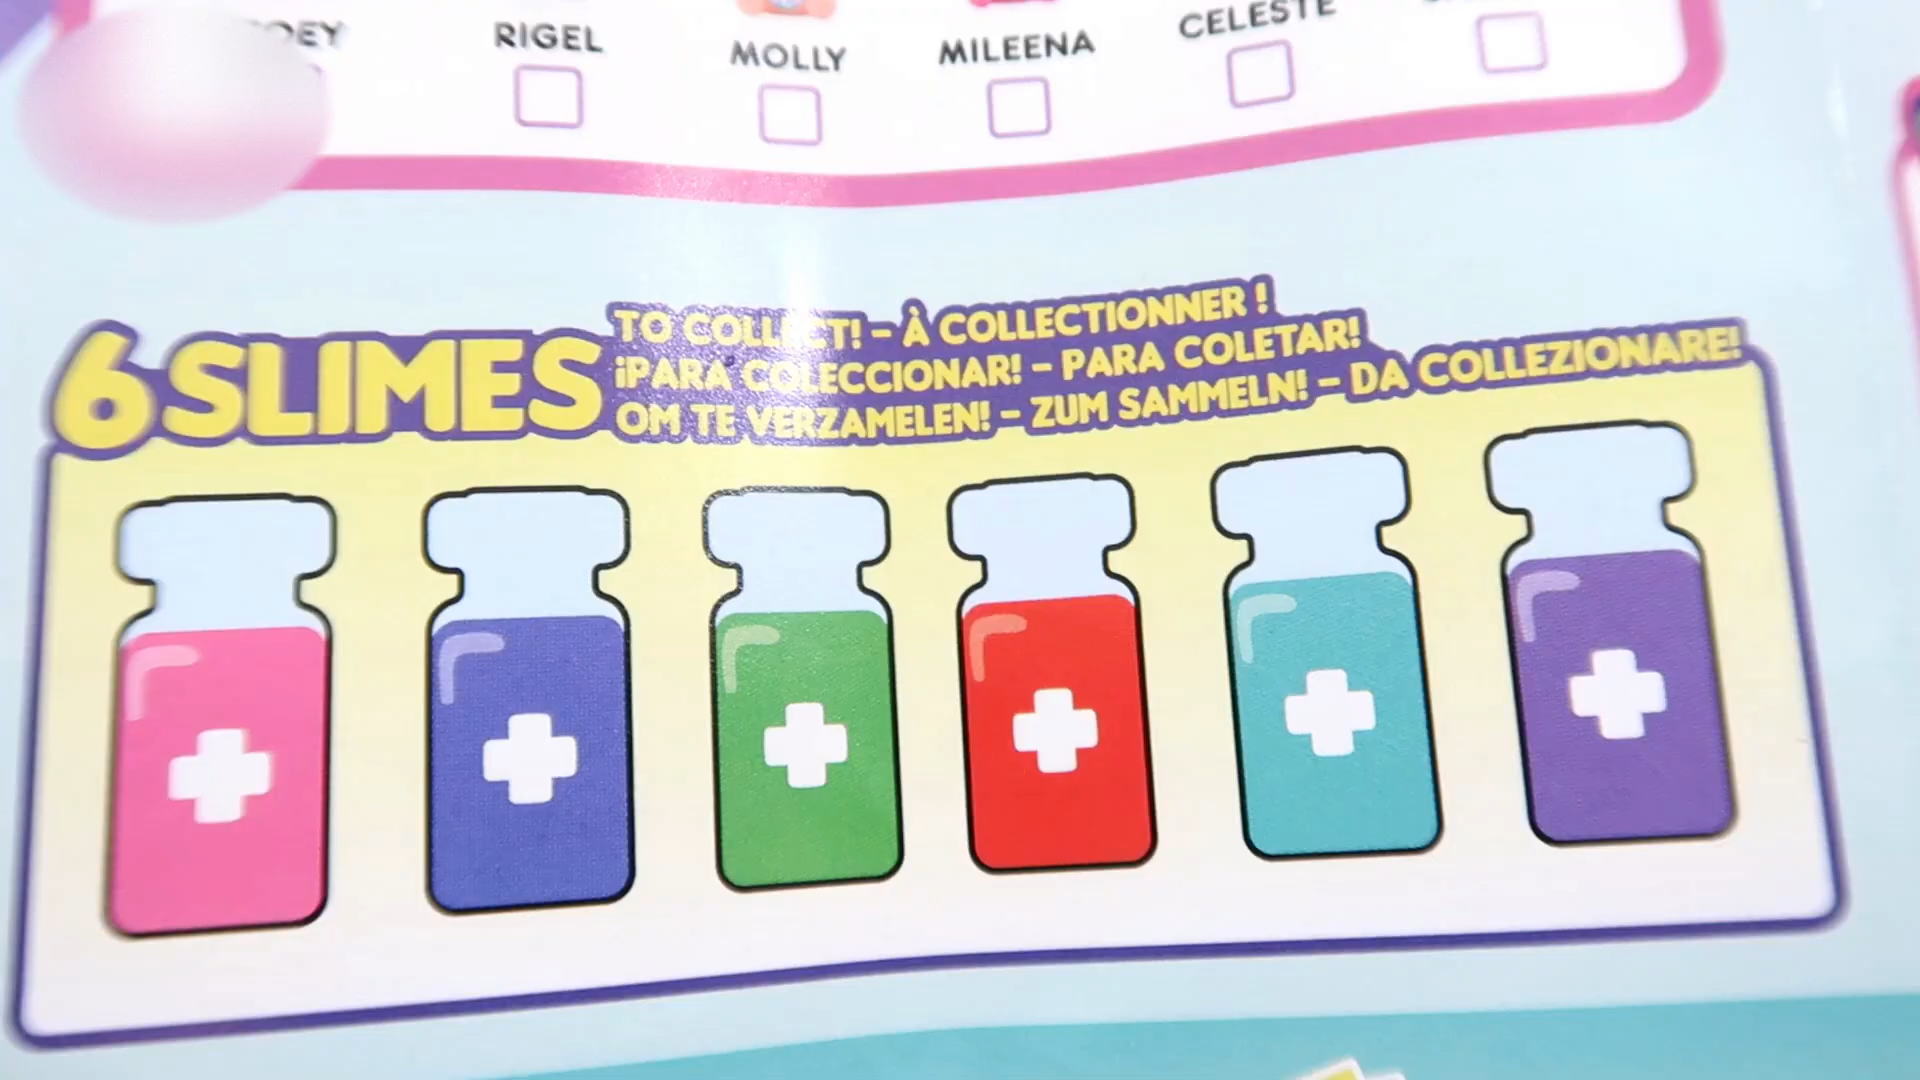 RIGEL
MOLLY
MILEENA
CELESTE
6 SLIMES
TO COLLECT! – À COLLECTIONNER !
¡PARA COLECCIONAR! – PARA COLETAR!
OM TE VERZAMELEN! – ZUM SAMMELN! – DA COLLEZIONARE!